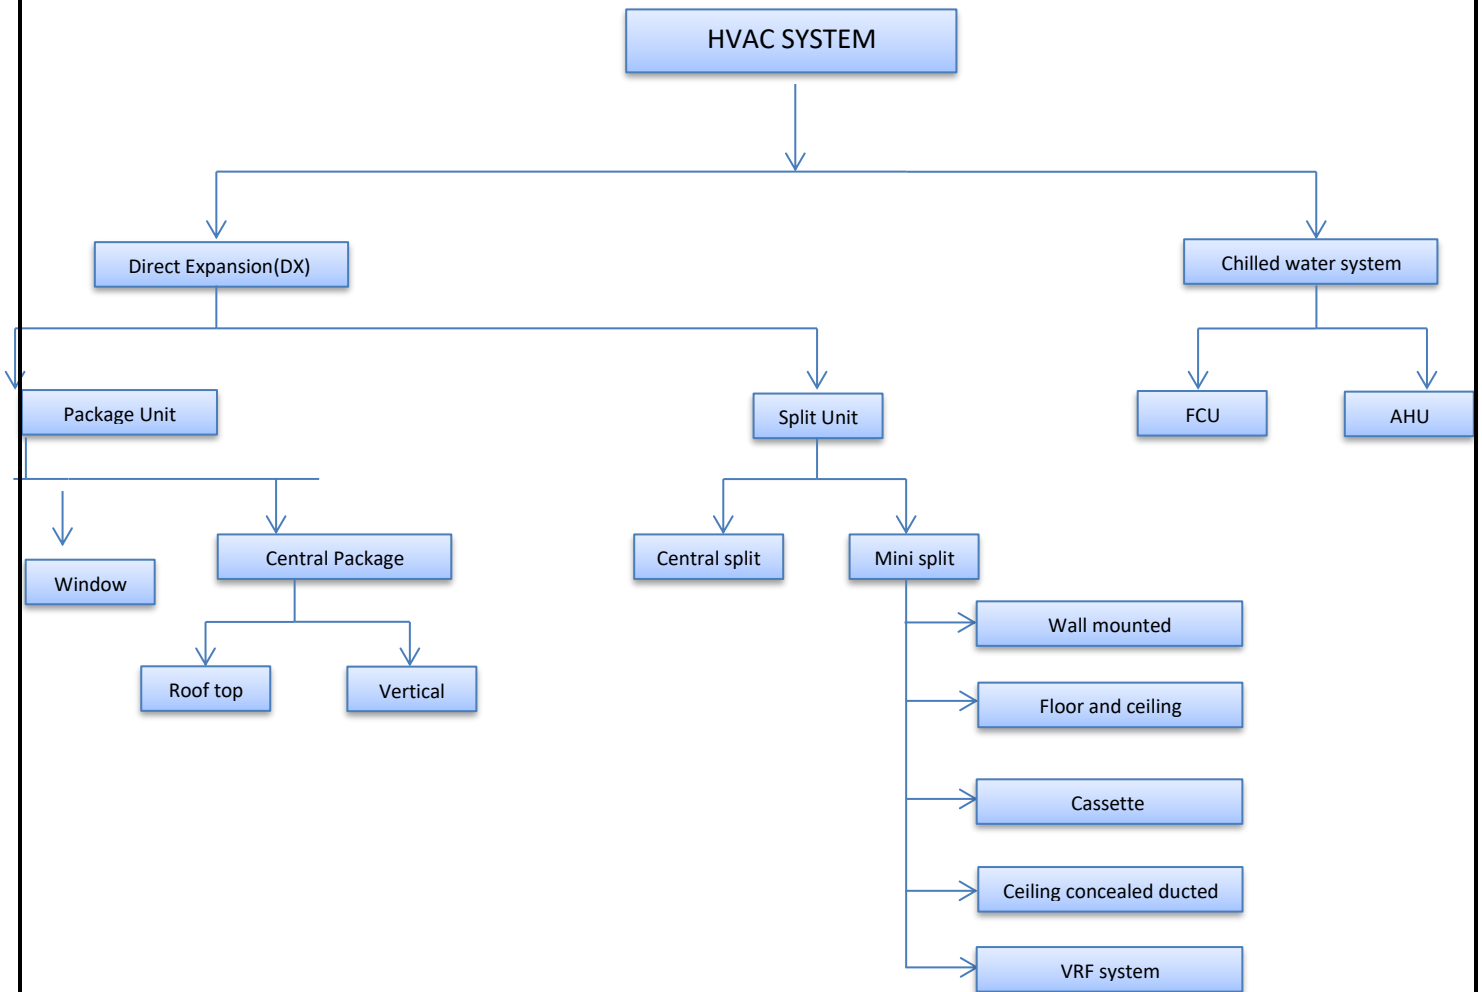 HVAC SYSTEM
Direct Expansion(DX)
Chilled water system
Package Unit
Split Unit
FCU
AHU
Window
Central Package
Central split
Mini split
Roof top
Vertical
Wall mounted
Floor and ceiling
Cassette
Ceiling concealed ducted
VRF system